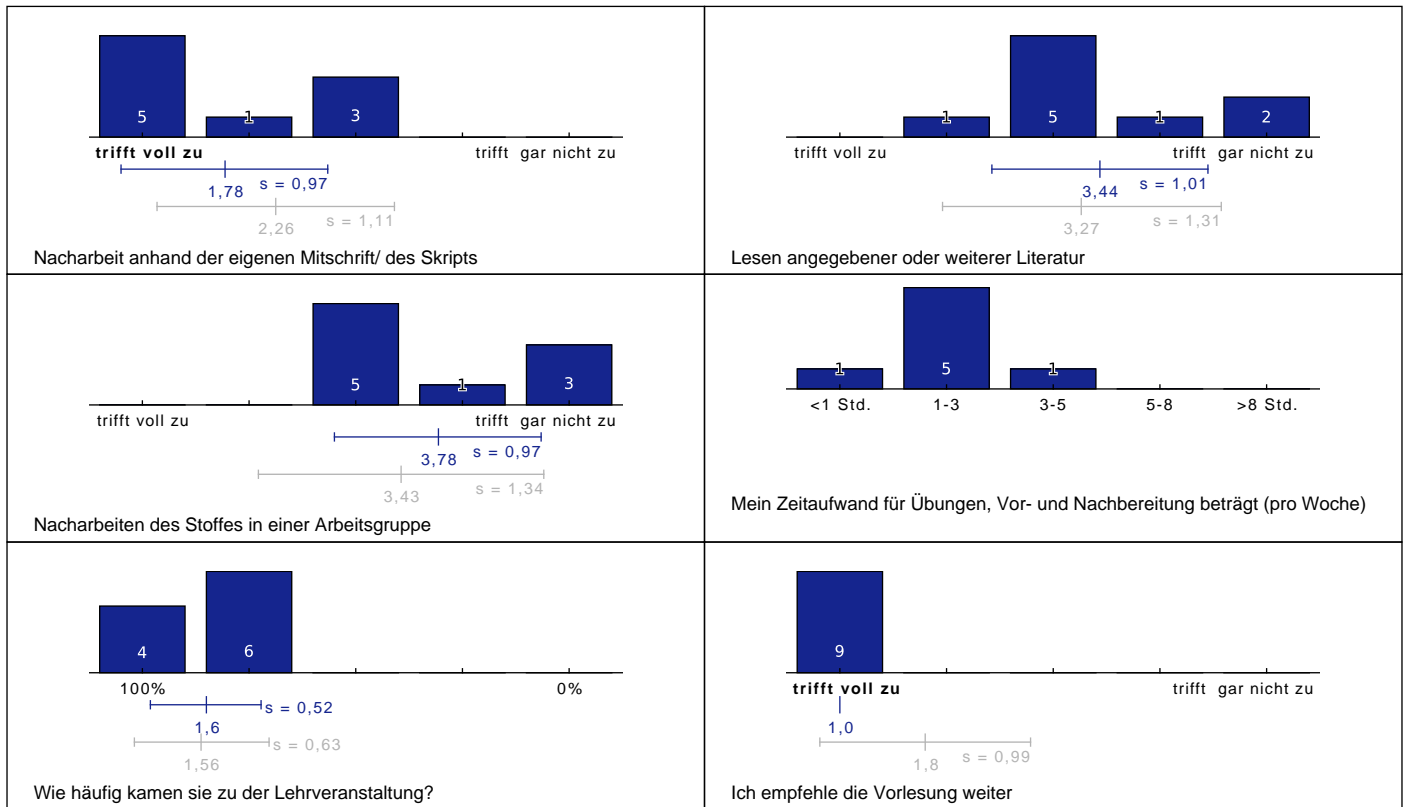 5 1 3
trifft voll zu trifft gar nicht zu
s = 0,97
1,78
s = 1,11
2,26
Nacharbeit anhand der eigenen Mitschrift/ des Skripts
1 5 1 2
trifft voll zu trifft gar nicht zu
s = 1,01
3,44
s = 1,31
3,27
Lesen angegebener oder weiterer Literatur
5 1 3
trifft voll zu trifft gar nicht zu
s = 0,97
3,78
s = 1,34
3,43
Nacharbeiten des Stoffes in einer Arbeitsgruppe
1 5 1
<1 Std. 1-3 3-5 5-8 >8 Std.
Mein Zeitaufwand für Übungen, Vor- und Nachbereitung beträgt (pro Woche)
4 6
100% 0%
s = 0,52
1,6
s = 0,63
1,56
Wie häufig kamen sie zu der Lehrveranstaltung?
9
trifft voll zu trifft gar nicht zu
1,0
s = 0,99
1,8
Ich empfehle die Vorlesung weiter